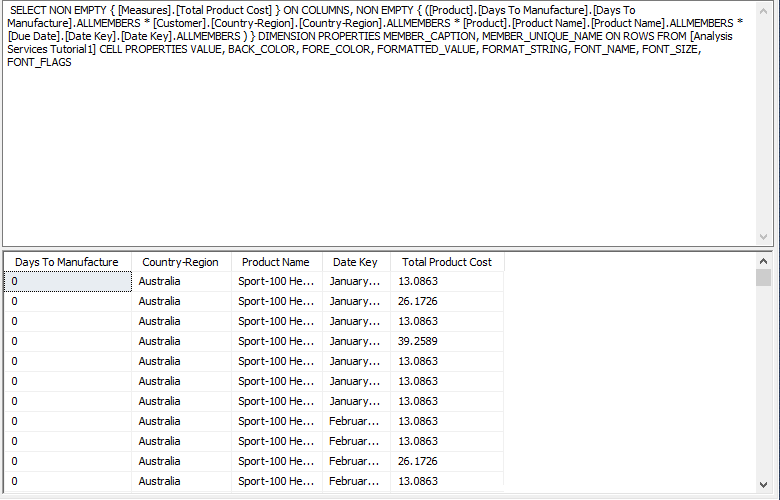 SELECT NON EMPTY { [Measures].[Total Product Cost] } ON COLUMNS, NON EMPTY { ([Product].[Days To Manufacture].[Days To
Manufacture].ALLMEMBERS * [Customer].[Country-Region].[Country-Region].ALLMEMBERS * [Product].[Product Name].[Product Name].ALLMEMBERS *
[Due Date].[Date Key].[Date Key].ALLMEMBERS ) } DIMENSION PROPERTIES MEMBER_CAPTION, MEMBER_UNIQUE_NAME ON ROWS FROM [Analysis
Services Tutorial1] CELL PROPERTIES VALUE, BACK_COLOR, FORE_COLOR, FORMATTED_VALUE, FORMAT_STRING, FONT_NAME, FONT_SIZE,
FONT_FLAGS
Days To Manufacture Country-Region Product Name Date Key Total Product Cost
0 Australia Sport-100 He... January... 13.0863
0 Australia Sport-100 He... January... 26.1726
0 Australia Sport-100 He... January... 13.0863
0 Australia Sport-100 He... January... 39.2589
0 Australia Sport-100 He... January... 13.0863
0 Australia Sport-100 He... January... 13.0863
0 Australia Sport-100 He... January... 13.0863
0 Australia Sport-100 He... Februar... 13.0863
0 Australia Sport-100 He... Februar... 13.0863
0 Australia Sport-100 He... Februar... 26.1726
0 Australia Sport-100 He... Februar... 13.0863